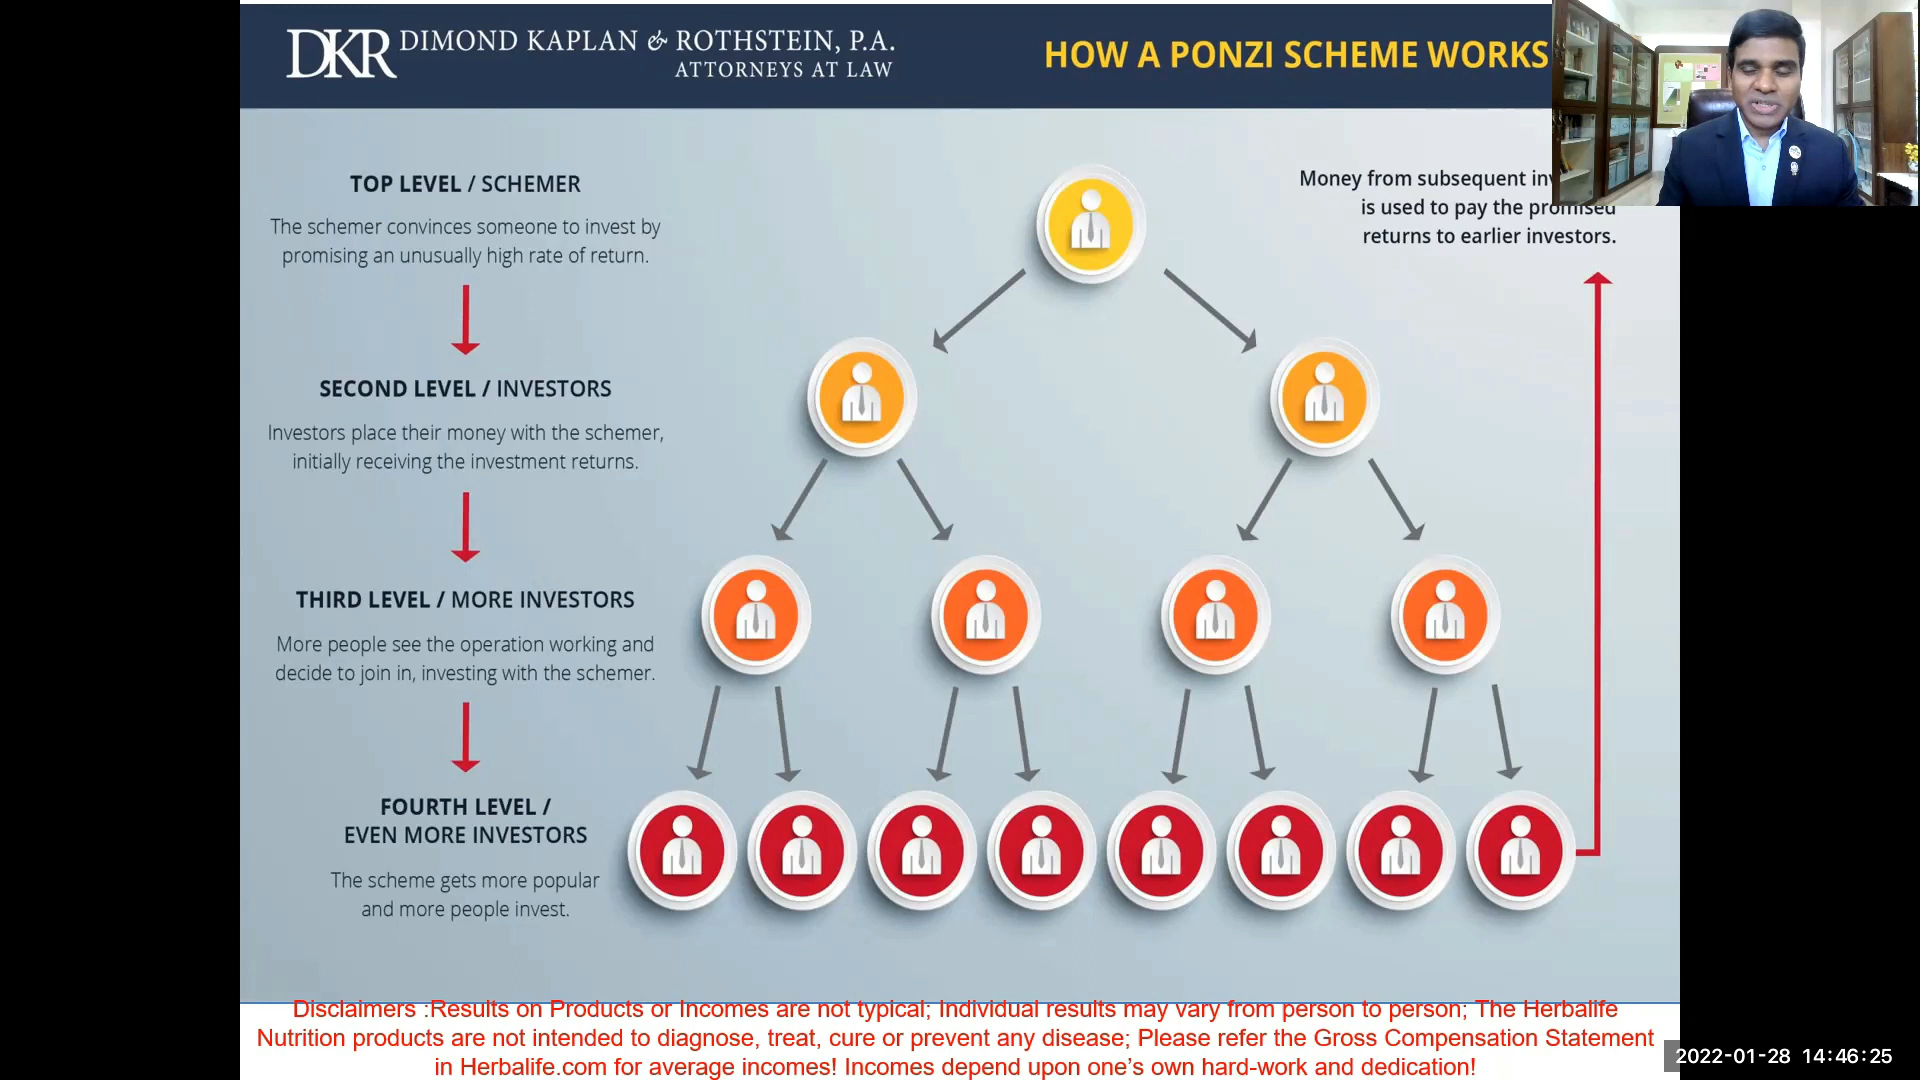 DKR DIMOND KAPLAN & ROTHSTEIN, P.A.
ATTORNEYS AT LAW
HOW A PONZI SCHEME WORKS
TOP LEVEL / SCHEMER
The schemer convinces someone to invest by
promising an unusually high rate of return.
Money from subsequent
is used to pay the promised
returns to earlier investors.
SECOND LEVEL / INVESTORS
Investors place their money with the schemer,
initially receiving the investment returns.
THIRD LEVEL / MORE INVESTORS
More people see the operation working and
decide to join in, investing with the schemer.
FOURTH LEVEL /
EVEN MORE INVESTORS
The scheme gets more popular
and more people invest.
Disclaimers :Results on Products or Incomes are not typical; Individual results may vary from person to person; The Herbalife
Nutrition products are not intended to diagnose, treat, cure or prevent any disease; Please refer the Gross Compensation Statement
in Herbalife.com for average incomes! Incomes depend upon one’s own hard-work and dedication!
2022-01-28 14:46:25